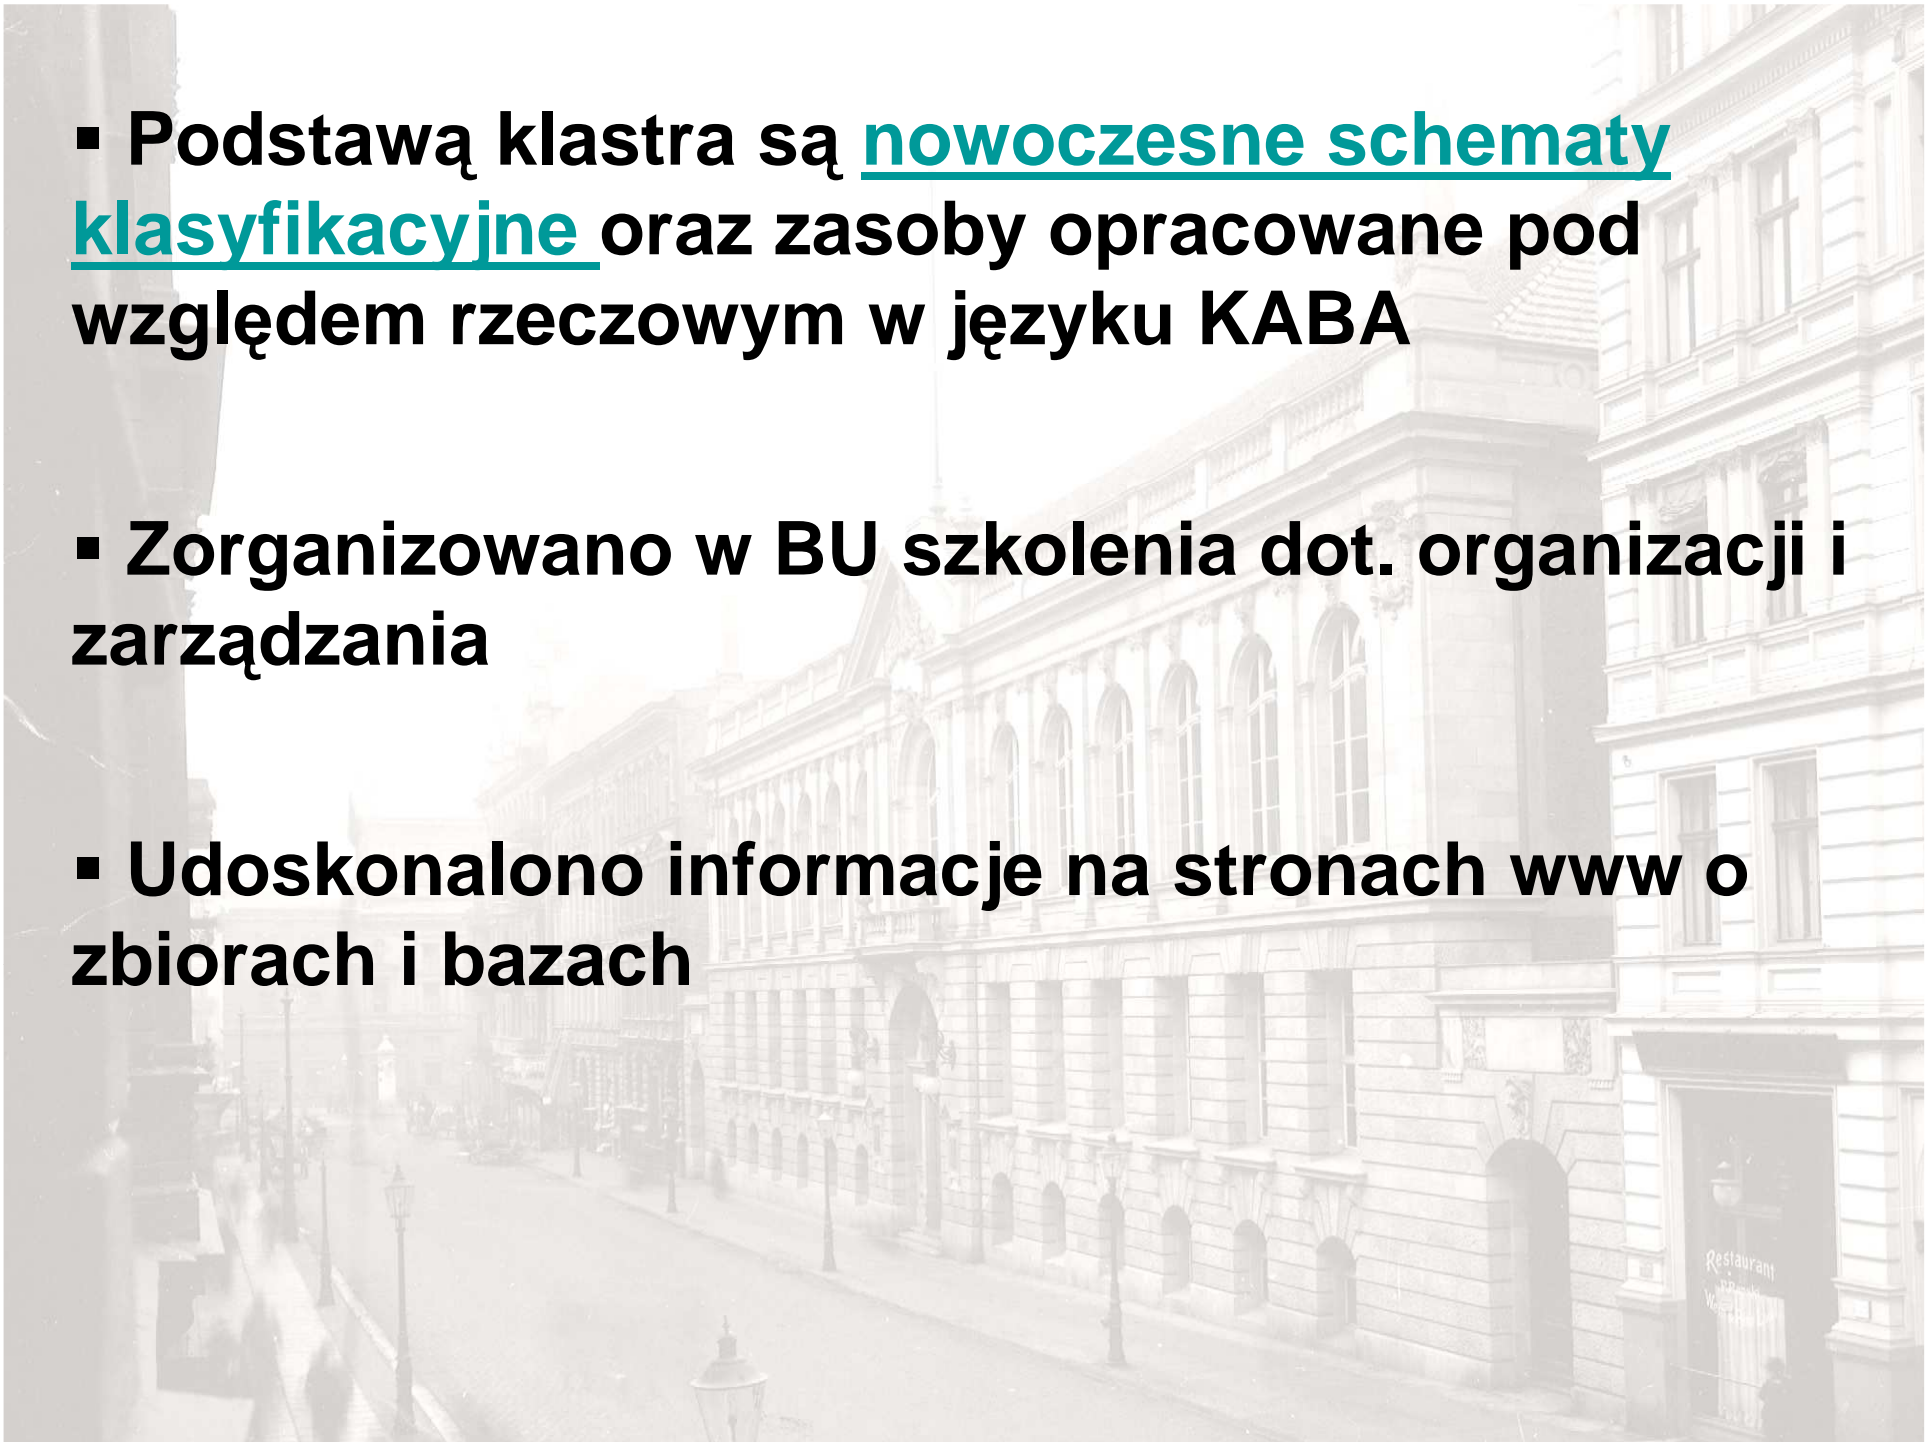 ▪ Podstawą klastra są nowoczesne schematy
klasyfikacyjne oraz zasoby opracowane pod
względem rzeczowym w języku KABA
▪ Zorganizowano w BU szkolenia dot. organizacji i
zarządzania
▪ Udoskonalono informacje na stronach www o
zbiorach i bazach
Restaurant